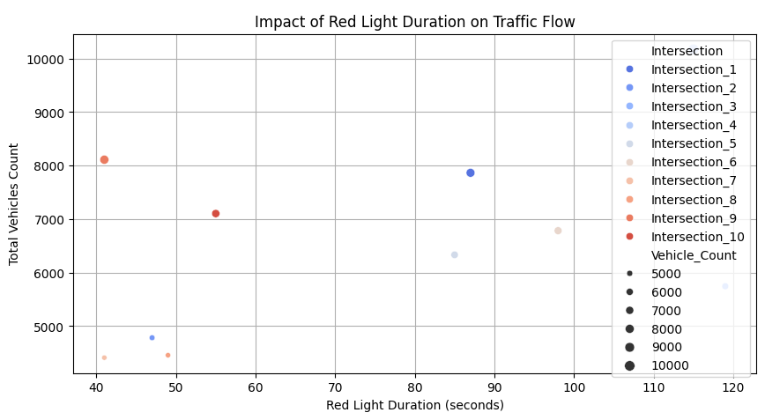 Impact of Red Light Duration on Traffic Flow
Total Vehicles Count
10000
9000
8000
7000
6000
5000
40
50
60
70
80
90
100
110
120
Red Light Duration (seconds)
Intersection
Intersection_1
Intersection_2
Intersection_3
Intersection_4
Intersection_5
Intersection_6
Intersection_7
Intersection_8
Intersection_9
Intersection_10
Vehicle_Count
5000
6000
7000
8000
9000
10000